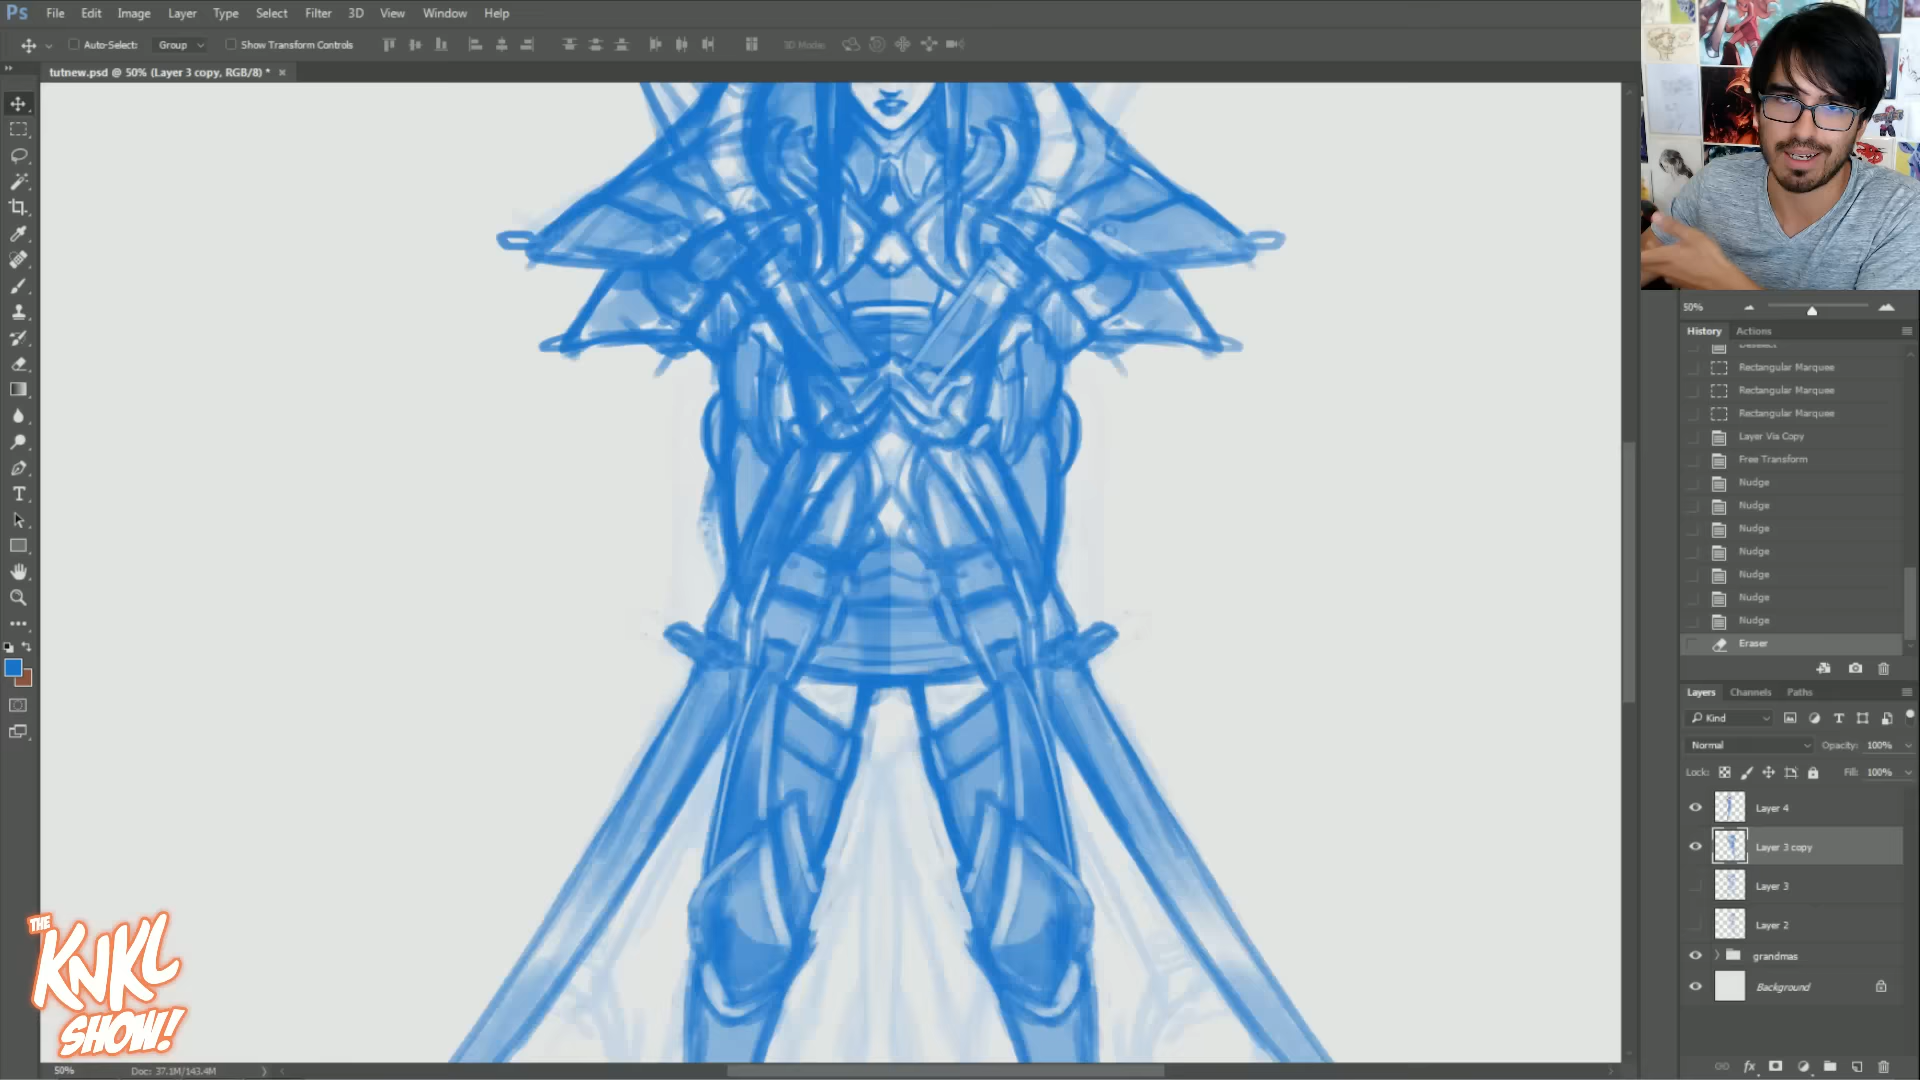 Ps File Edit Image Layer Type Select Filter 3D View Window Help
Auto-Select: Group Show Transform Controls 3D Mode:
tutnew.psd @ 50% (Layer 3 copy, RGB/8) *
50%
History Actions
Deselect
Rectangular Marquee
Rectangular Marquee
Rectangular Marquee
Layer Via Copy
Free Transform
Nudge
Nudge
Nudge
Nudge
Nudge
Nudge
Nudge
Eraser
Layers Channels Paths
Kind
Normal Opacity: 100%
Lock: Fill: 100%
Layer 4
Layer 3 copy
Layer 3
Layer 2
grandmas
Background
THE
KNKL
SHOW!
50% Doc: 37.1M/143.4M